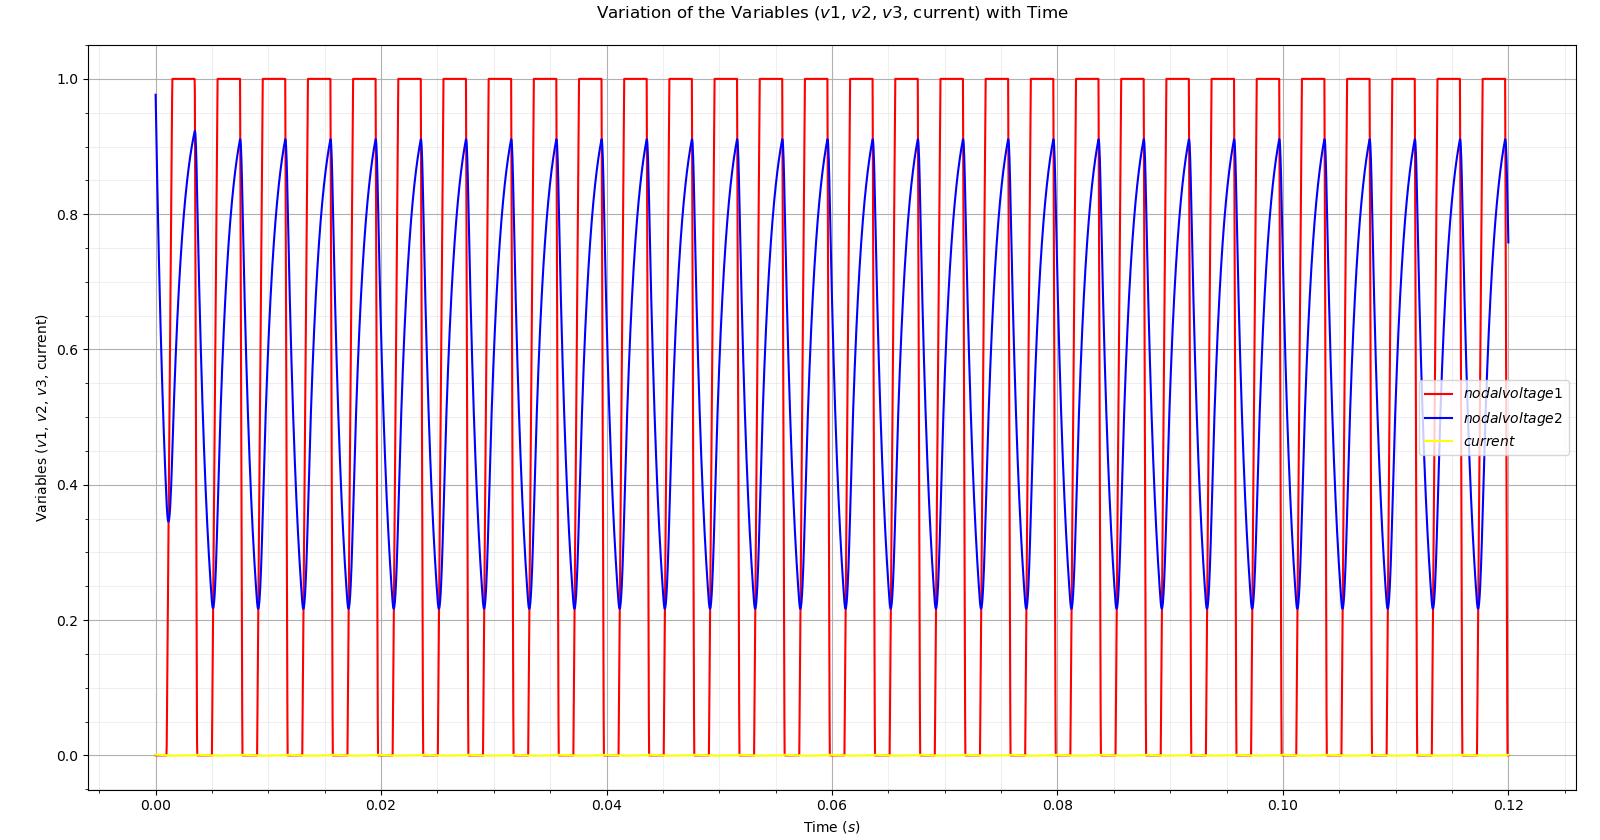 Variation of the Variables (v1, v2, v3, current) with Time
Variables (v1, v2, v3, current)
1.0
0.8
0.6
0.4
0.2
0.0
nodalvoltage1
nodalvoltage2
current
0.00 0.02 0.04 0.06 0.08 0.10 0.12
Time (s)